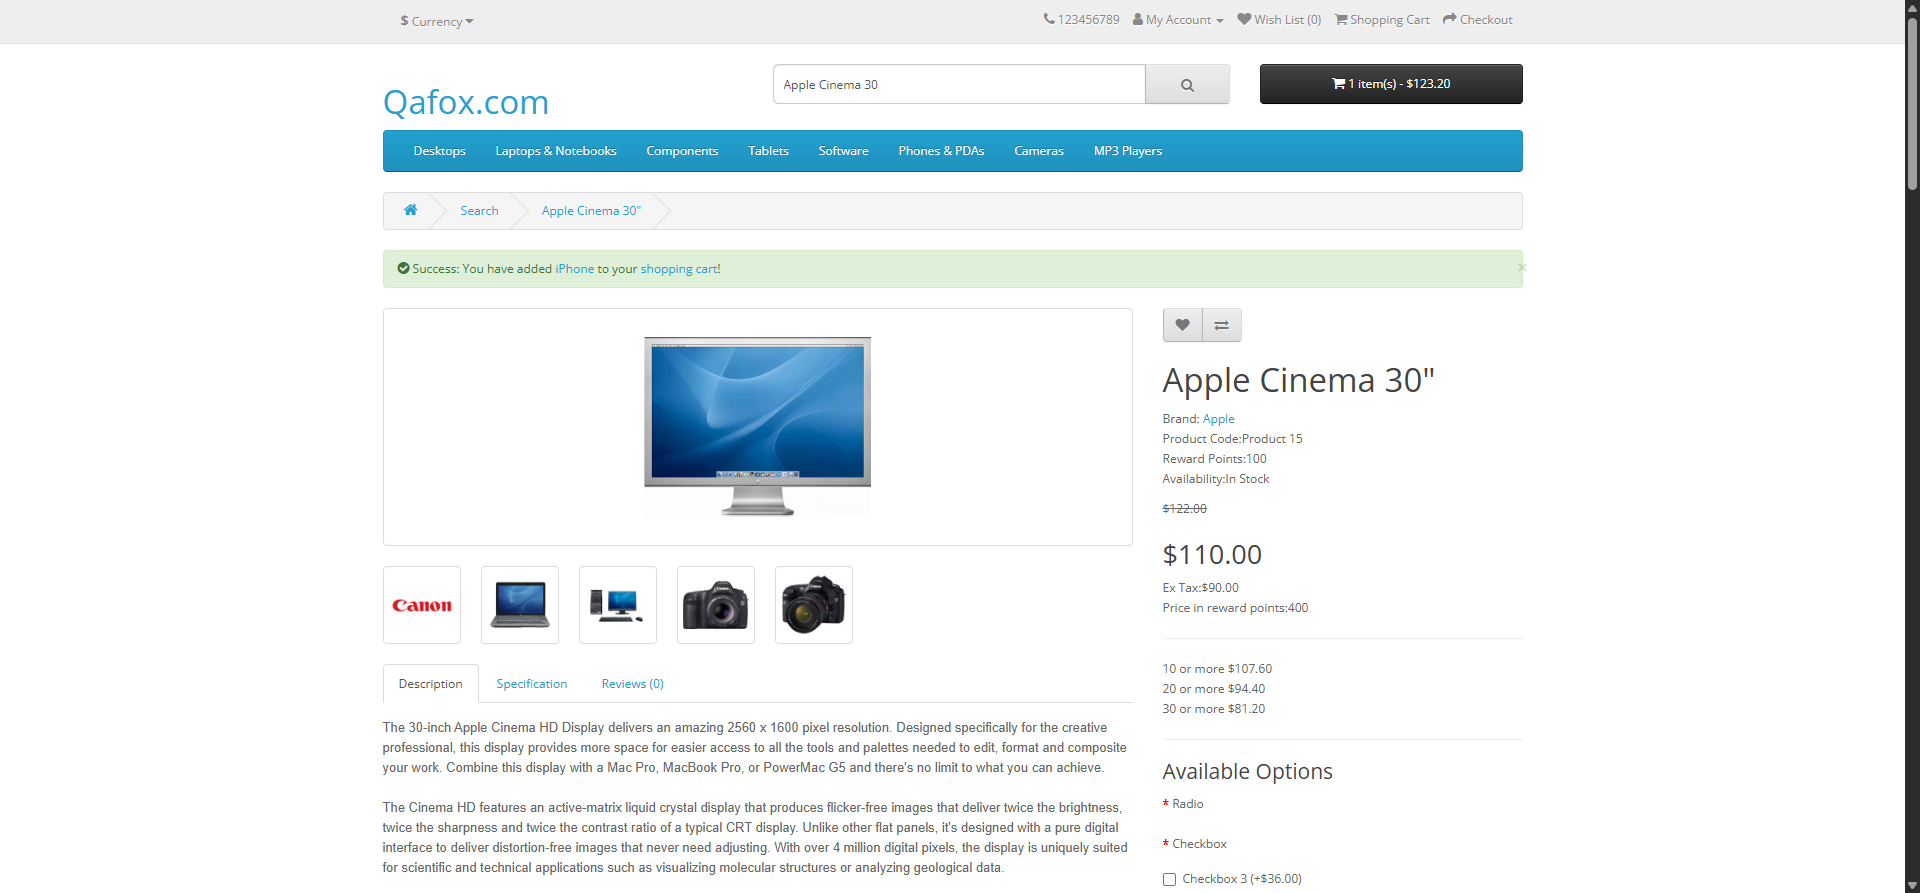 $ Currency
123456789 My Account Wish List (0) Shopping Cart Checkout
Qafox.com
Apple Cinema 30
1 item(s) - $123.20
Desktops Laptops & Notebooks Components Tablets Software Phones & PDAs Cameras MP3 Players
Search Apple Cinema 30"
Success: You have added iPhone to your shopping cart!
×
Canon
Description Specification Reviews (0)
The 30-inch Apple Cinema HD Display delivers an amazing 2560 x 1600 pixel resolution. Designed specifically for the creative
professional, this display provides more space for easier access to all the tools and palettes needed to edit, format and composite
your work. Combine this display with a Mac Pro, MacBook Pro, or PowerMac G5 and there's no limit to what you can achieve.
The Cinema HD features an active-matrix liquid crystal display that produces flicker-free images that deliver twice the brightness,
twice the sharpness and twice the contrast ratio of a typical CRT display. Unlike other flat panels, it's designed with a pure digital
interface to deliver distortion-free images that never need adjusting. With over 4 million digital pixels, the display is uniquely suited
for scientific and technical applications such as visualizing molecular structures or analyzing geological data.
Apple Cinema 30"
Brand: Apple
Product Code:Product 15
Reward Points:100
Availability:In Stock
$122.00
$110.00
Ex Tax:$90.00
Price in reward points:400
10 or more $107.60
20 or more $94.40
30 or more $81.20
Available Options
* Radio
* Checkbox
Checkbox 3 (+$36.00)